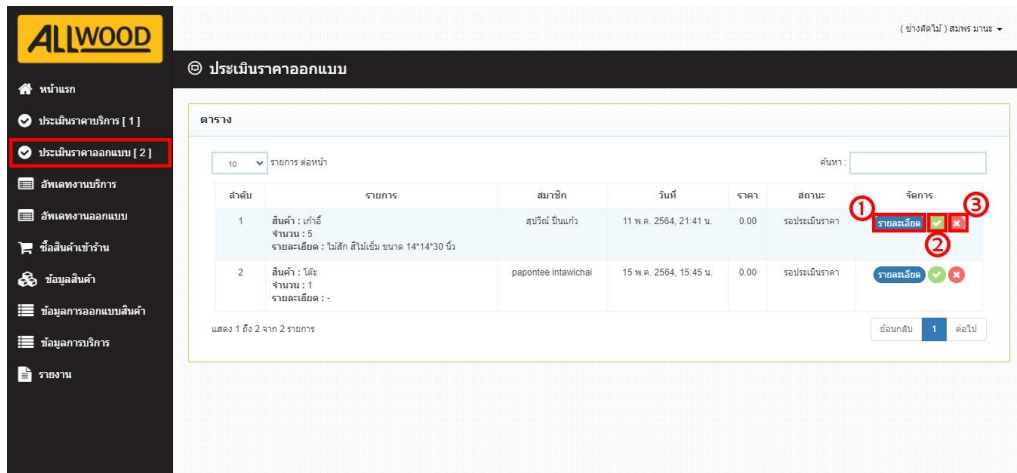 ALLWOOD
( ช่างตัดไม้ ) สมพร มานะ
ประเมินราคาออกแบบ
หน้าแรก
ประเมินราคาบริการ [ 1 ]
ประเมินราคาออกแบบ [ 2 ]
อัพเดทงานบริการ
อัพเดทงานออกแบบ
ซื้อสินค้าเข้าร้าน
ข้อมูลสินค้า
ข้อมูลการออกแบบสินค้า
ข้อมูลการบริการ
รายงาน
ตาราง
10 รายการ ต่อหน้า
ค้นหา :
ลำดับ รายการ สมาชิก วันที่ ราคา สถานะ จัดการ
1 สินค้า : เก้าอี้ สุปวีณ์ ปิ่นแก้ว 11 พ.ค. 2564, 21:41 น. 0.00 รอประเมินราคา รายละเอียด
จำนวน : 5
รายละเอียด : ไม้สัก สีไม้เข้ม ขนาด 14*14*30 นิ้ว
① ② ③
2 สินค้า : โต๊ะ papontee intawichai 15 พ.ค. 2564, 15:45 น. 0.00 รอประเมินราคา รายละเอียด
จำนวน : 1
รายละเอียด : -
แสดง 1 ถึง 2 จาก 2 รายการ
ย้อนกลับ 1 ต่อไป